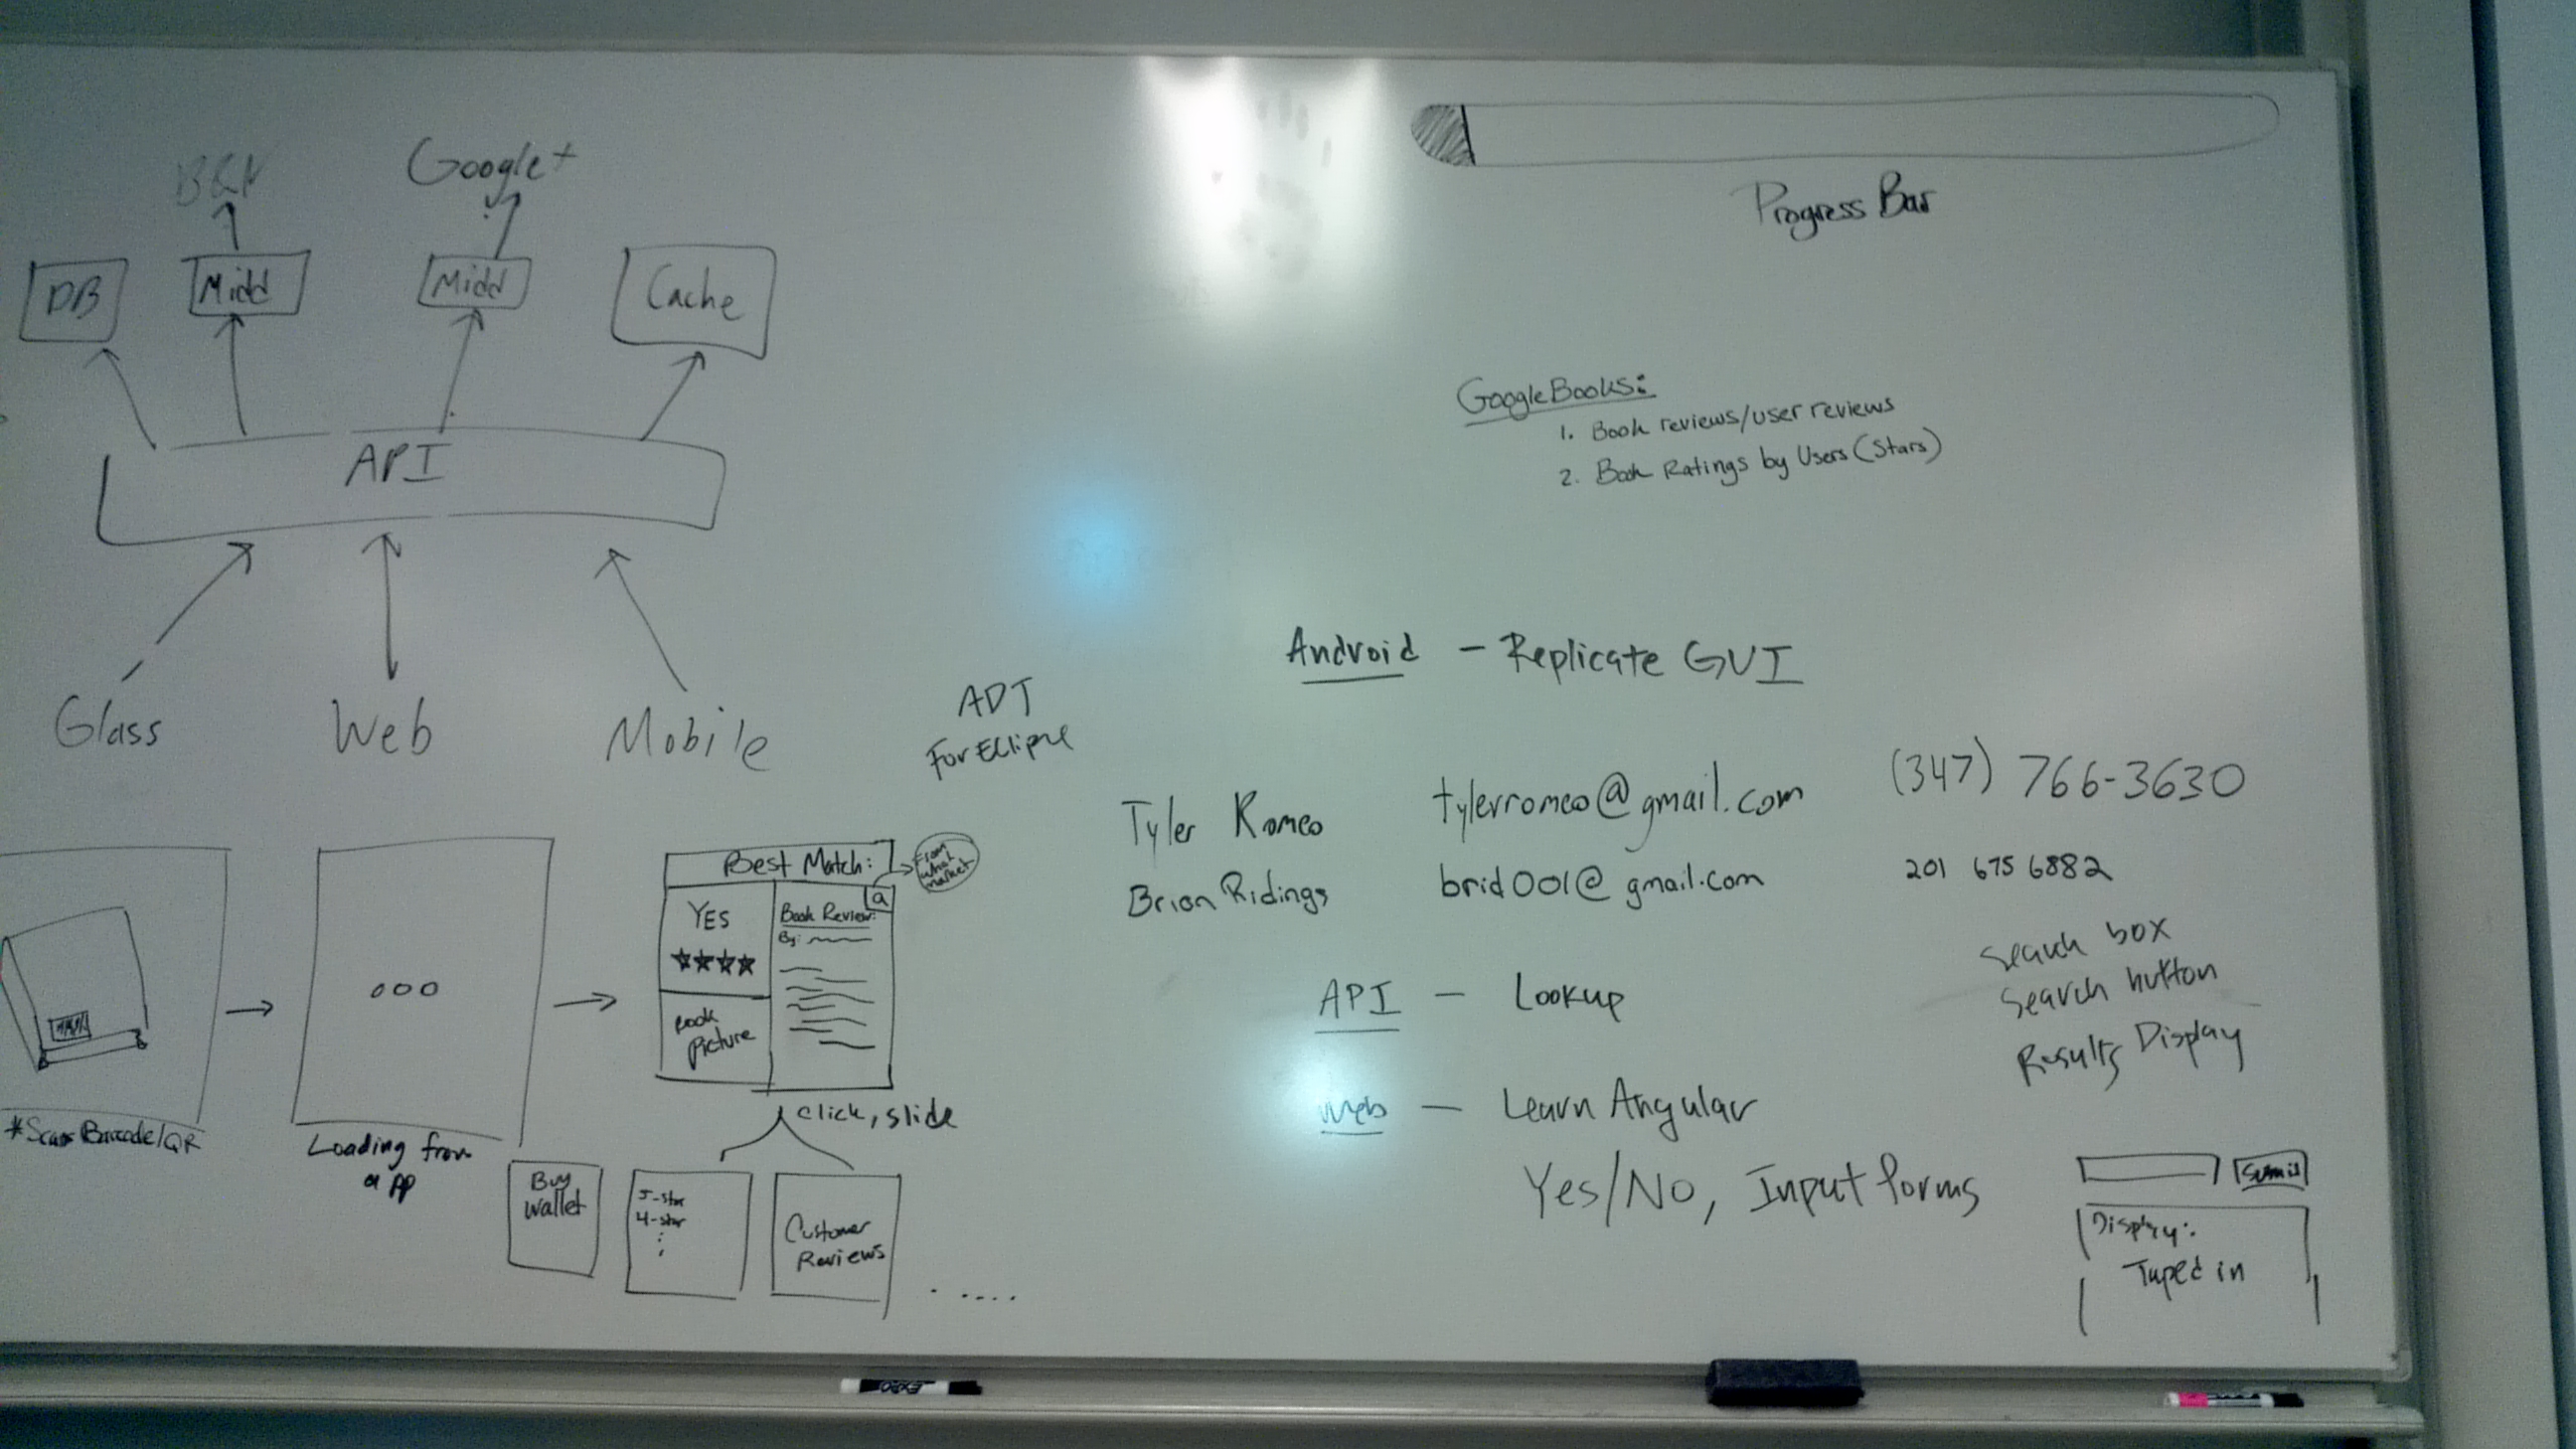 B&N
Google+
DB
Midd
Midd
Cache
API
Glass
Web
Mobile
ADT
For Eclipse
Progress Bar
Google Books:
1. Book reviews/user reviews
2. Book Ratings by Users (Stars)
Android - Replicate GUI
Tyler Romeo tylerromeo@gmail.com (347) 766-3630
Brian Ridings brid001@gmail.com 201 675 6882
API - Lookup
Web - Learn Angular
Yes/No, Input forms
Search box
Search button
Results Display
Display:
Typed in
*Scan Barcode/QR
Loading from
a pp
Best Match:
From
what
market
a
YES
Book Review:
By:
Book
Picture
click, slide
Buy
wallet
5-star
4-star
Customer
Reviews
EXPO